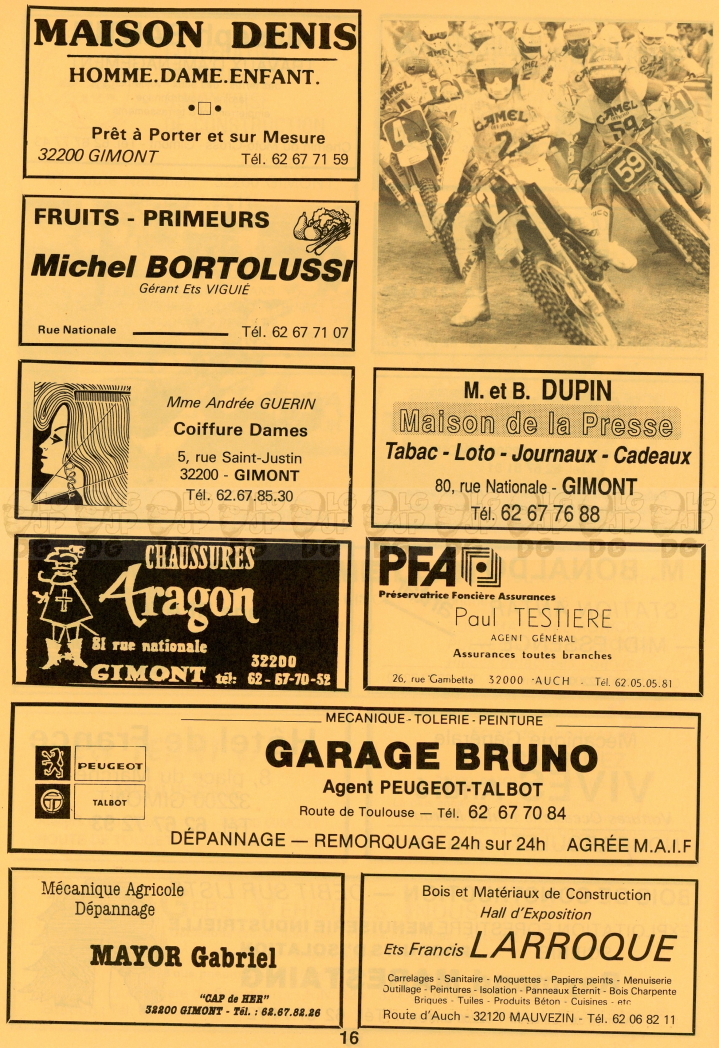 MAISON DENIS
HOMME.DAME.ENFANT.
Prêt à Porter et sur Mesure
32200 GIMONT Tél. 62 67 71 59
CAMEL
2
CAMEL
59
59
4
FRUITS - PRIMEURS
Michel BORTOLUSSI
Gérant Ets VIGUIÉ
Rue Nationale Tél. 62 67 71 07
Mme Andrée GUERIN
Coiffure Dames
5, rue Saint-Justin
32200 - GIMONT
Tél. 62.67.85.30
M. et B. DUPIN
Maison de la Presse
Tabac - Loto - Journaux - Cadeaux
80, rue Nationale - GIMONT
Tél. 62 67 76 88
CHAUSSURES
Aragon
81 rue nationale
32200
GIMONT tél: 62-67-70-52
PFA
Préservatrice Foncière Assurances
Paul TESTIERE
AGENT GÉNÉRAL
Assurances toutes branches
26, rue Gambetta 32000 AUCH - Tél. 62.05.05.81
MECANIQUE - TOLERIE - PEINTURE
GARAGE BRUNO
PEUGEOT
TALBOT
Agent PEUGEOT-TALBOT
Route de Toulouse — Tél. 62 67 70 84
DÉPANNAGE — REMORQUAGE 24h sur 24h AGRÉE M.A.I.F
Mécanique Agricole
Dépannage
MAYOR Gabriel
"CAP de HER"
32200 GIMONT - Tél. : 62.67.82.26
Bois et Matériaux de Construction
Hall d'Exposition
Ets Francis LARROQUE
Carrelages - Sanitaire - Moquettes - Papiers peints - Menuiserie
Outillage - Peintures - Isolation - Panneaux Éternit - Bois Charpente
Briques - Tuiles - Produits Béton - Cuisines - etc
Route d'Auch - 32120 MAUVEZIN - Tél. 62 06 82 11
16